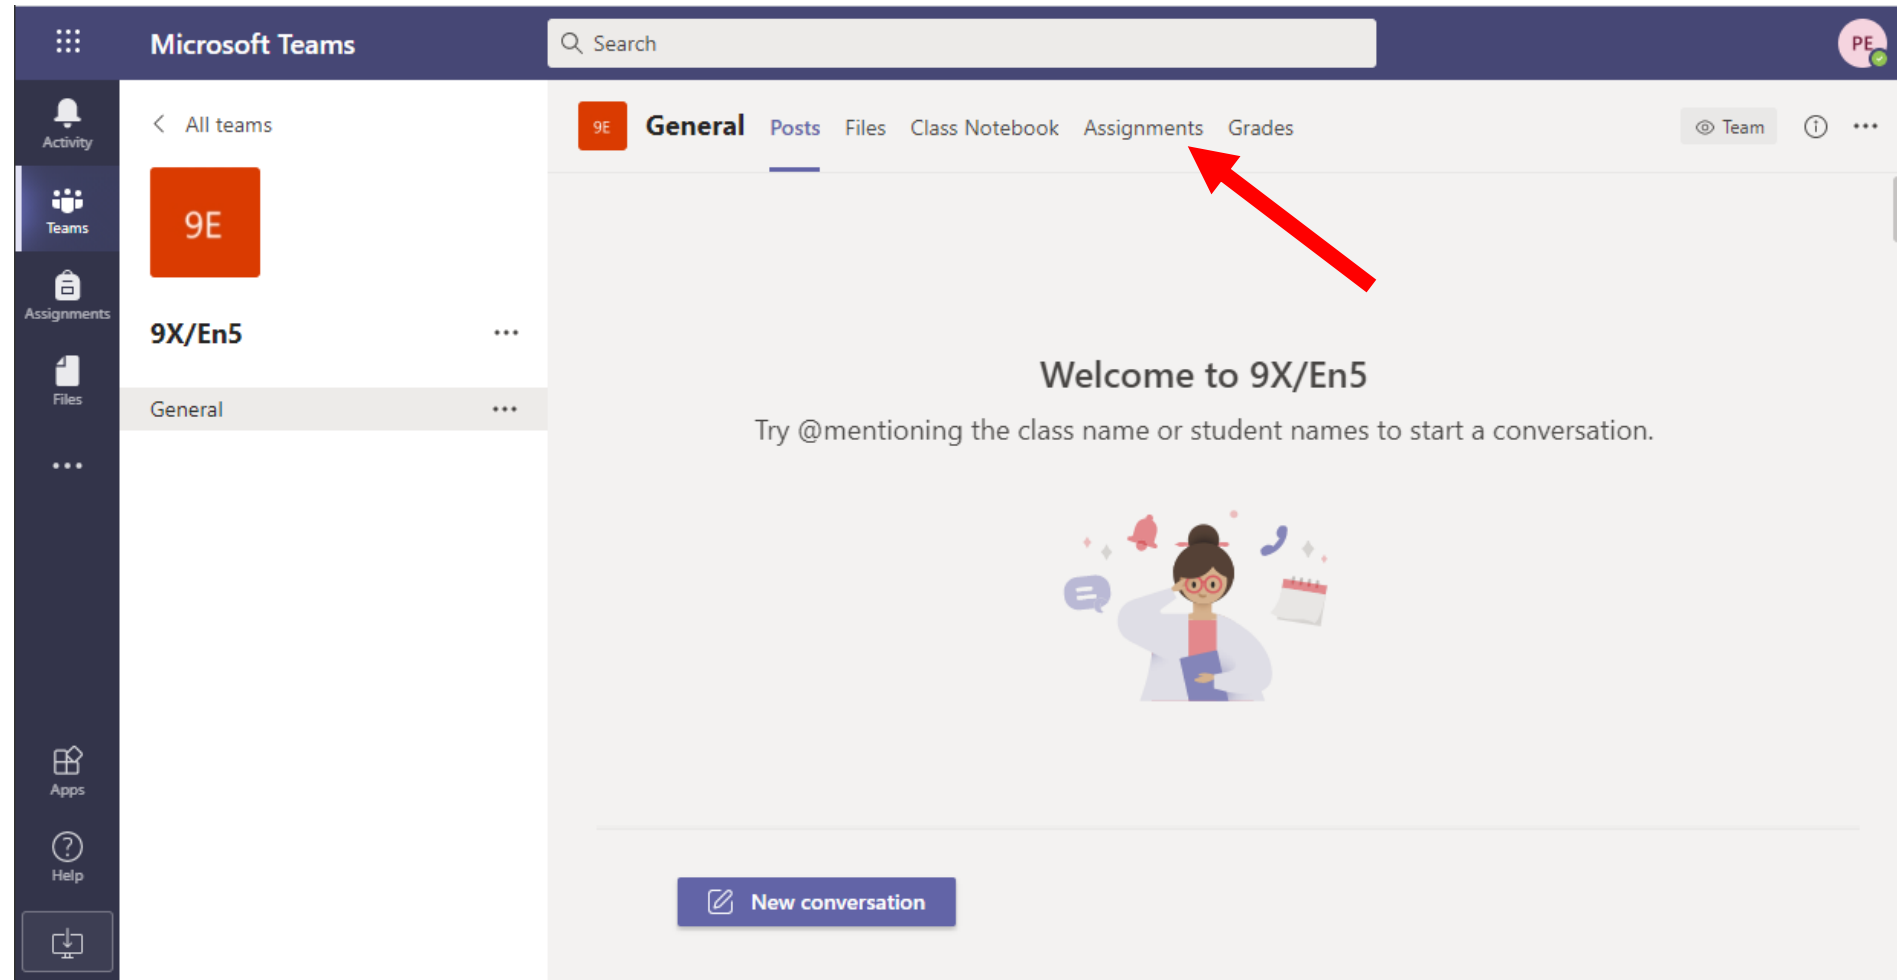 Microsoft Teams
Search
PE
Activity
Teams
Assignments
Files
Apps
Help
All teams
9E
9X/En5
General
9E
General Posts Files Class Notebook Assignments Grades
Team
Welcome to 9X/En5
Try @mentioning the class name or student names to start a conversation.
New conversation